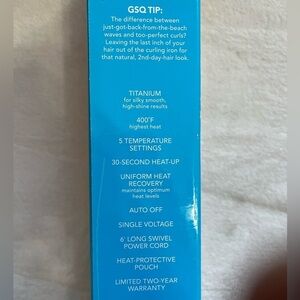 GSQ TIP:
The difference between
just-got-back-from-the-beach
waves and too-perfect curls?
Leaving the last inch of your
hair out of the curling iron for
that natural, 2nd-day-hair look.
TITANIUM
for silky smooth,
high-shine results
400°F
highest heat
5 TEMPERATURE
SETTINGS
30-SECOND HEAT-UP
UNIFORM HEAT
RECOVERY
maintains optimum
heat levels
AUTO OFF
SINGLE VOLTAGE
6' LONG SWIVEL
POWER CORD
HEAT-PROTECTIVE
POUCH
LIMITED TWO-YEAR
WARRANTY